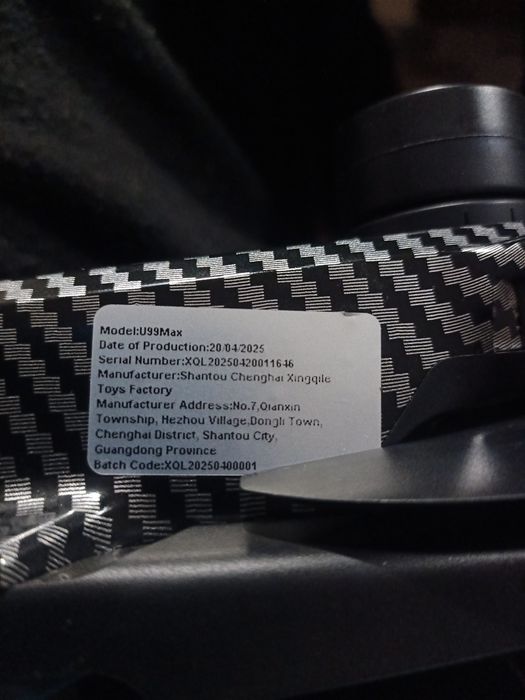 Model:U99Max
Date of Production:20/04/2025
Serial Number:XQL20250420011646
Manufacturer:Shantou Chenghai Xingqile
Toys Factory
Manufacturer Address:No.7,Qianxin
Township, Hezhou Village,Dongli Town,
Chenghai District, Shantou City,
Guangdong Province
Batch Code:XQL20250400001